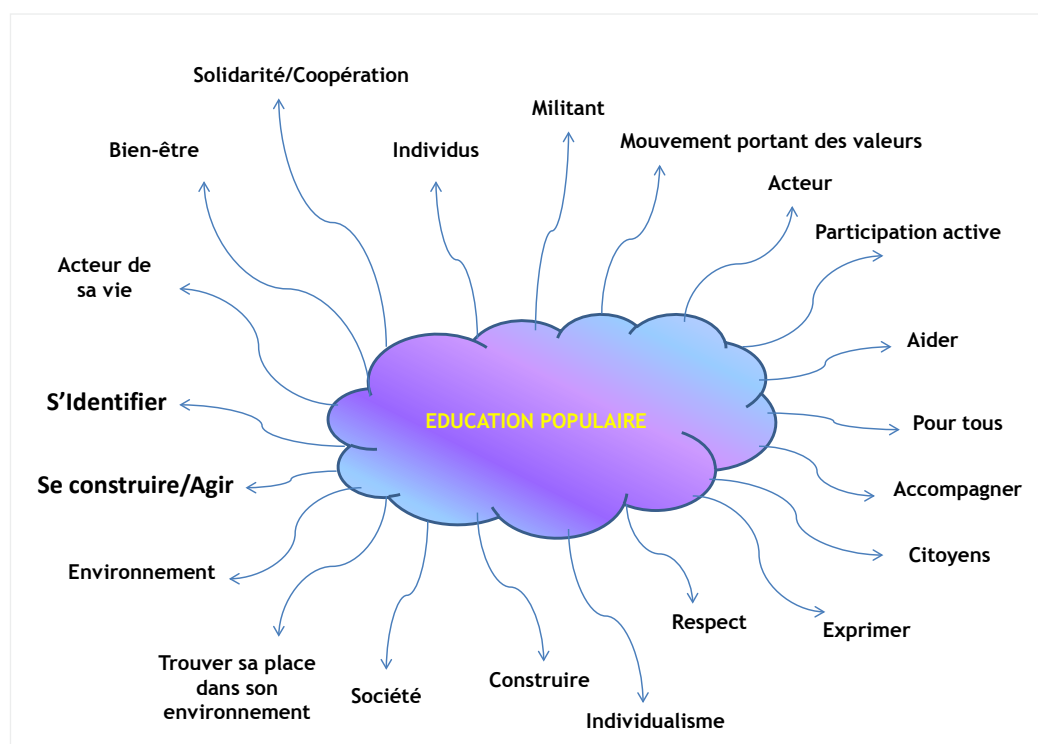 Solidarité/Coopération
Militant
Mouvement portant des valeurs
Bien-être
Individus
Acteur
Participation active
Acteur de
sa vie
Aider
S'Identifier
EDUCATION POPULAIRE
Pour tous
Se construire/Agir
Accompagner
Citoyens
Environnement
Respect
Exprimer
Trouver sa place
dans son
environnement
Société
Construire
Individualisme